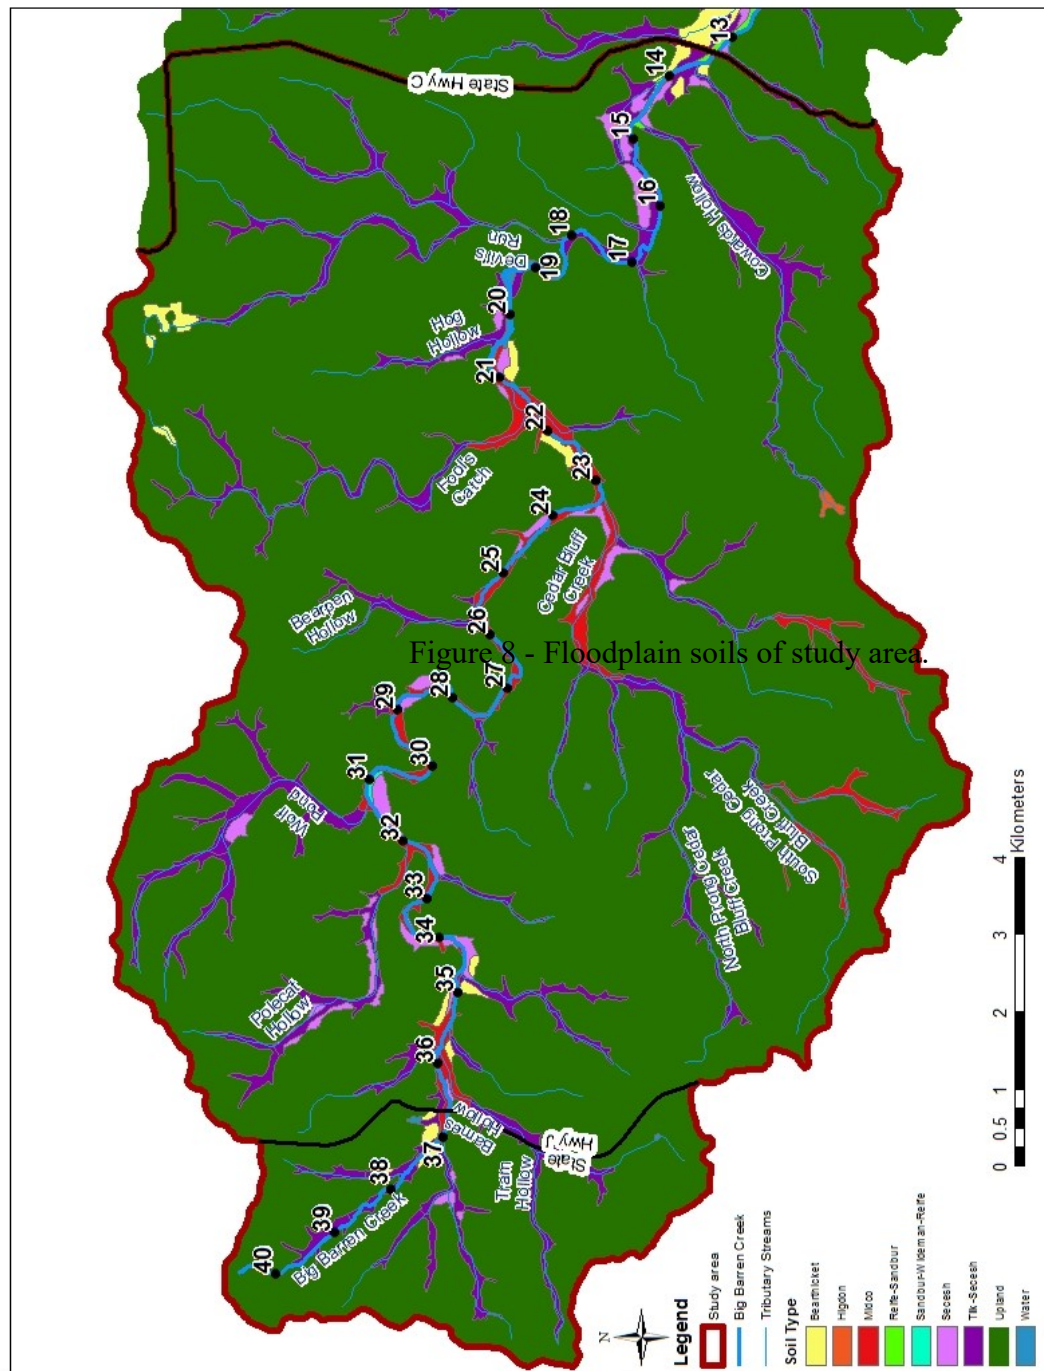 State Hwy C
13
14
15
16
17
18
19
20
21
22
23
24
25
26
27
28
29
30
31
32
33
34
35
36
37
38
39
40
Cowards Hollow
Devil's
Run
Hog
Hollow
Fool's
Catch
Cedar Bluff
Creek
Bearpen
Hollow
Figure 8 - Floodplain soils of study area.
Wolf
Pond
South Prong Cedar
Bluff Creek
North Prong Cedar
Bluff Creek
Polecat
Hollow
Barnes
Hollow
State
Hwy J
Tram
Hollow
Big Barren Creek
N
0 0.5 1 2 3 4
Kilometers
Legend
Study area
Big Barren Creek
Tributary Streams
Soil Type
Bearthicket
Higdon
Midco
Relfe-Sandbur
Sandbur-Wideman-Relfe
Secesh
Tilk-Secesh
Upland
Water